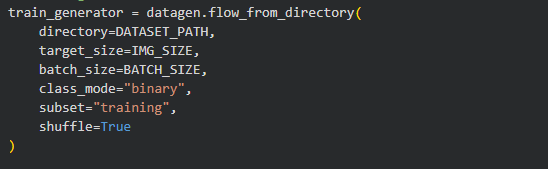 train_generator = datagen.flow_from_directory(
    directory=DATASET_PATH,
    target_size=IMG_SIZE,
    batch_size=BATCH_SIZE,
    class_mode="binary",
    subset="training",
    shuffle=True
)